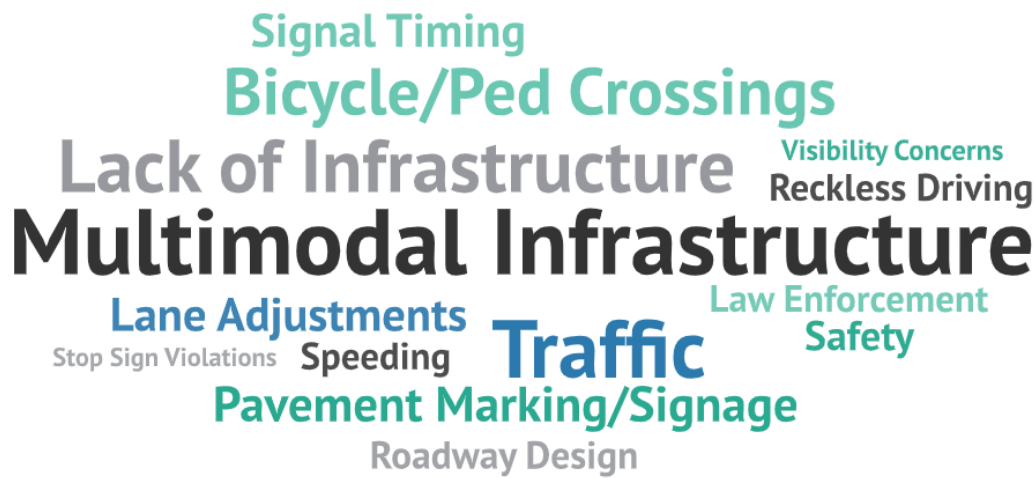 Signal Timing
Bicycle/Ped Crossings
Lack of Infrastructure
Visibility Concerns
Reckless Driving
Multimodal Infrastructure
Lane Adjustments
Law Enforcement
Traffic
Safety
Stop Sign Violations
Speeding
Pavement Marking/Signage
Roadway Design